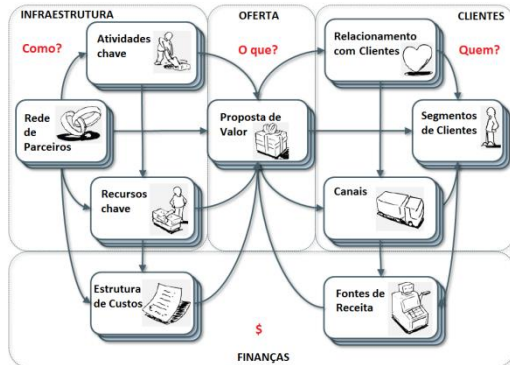 INFRAESTRUTURA
OFERTA
CLIENTES
Como?
Atividades
chave
O que?
Relacionamento
com Clientes
Quem?
Rede
de
Parceiros
Proposta de
Valor
Segmentos
de Clientes
Recursos
chave
Canais
Estrutura
de Custos
$
Fontes de
Receita
FINANÇAS